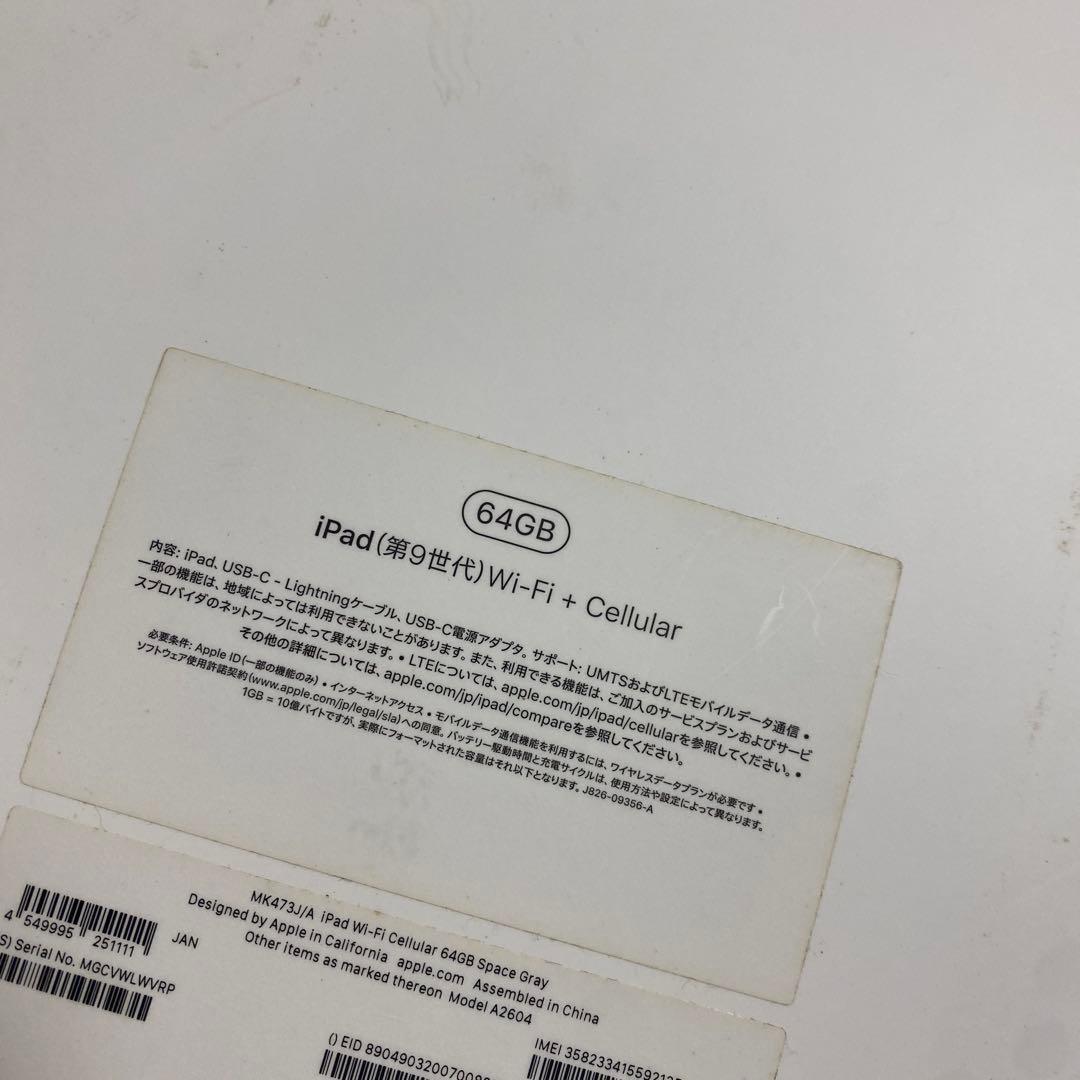 64GB
iPad(第9世代)Wi-Fi + Cellular
内容: iPad、USB-C - Lightningケーブル、USB-C電源アダプタ。サポート: UMTSおよびLTEモバイルデータ通信 •
一部の機能は、地域によっては利用できないことがあります。また、利用できる機能は、ご加入のサービスプランおよびサービ
スプロバイダのネットワークによって異なります。 • LTEについては、apple.com/jp/ipad/cellularを参照してください。 •
その他の詳細については、apple.com/jp/ipad/compareを参照してください。
必要条件: Apple ID(一部の機能のみ) • インターネットアクセス • モバイルデータ通信機能を利用するには、ワイヤレスデータプランが必要です •
ソフトウェア使用許諾契約(www.apple.com/jp/legal/sla)への同意。バッテリー駆動時間と充電サイクルは、使用方法や設定によって異なります。
1GB = 10億バイトですが、実際にフォーマットされた容量はそれ以下となります。J826-09356-A
MK473J/A iPad Wi-Fi Cellular 64GB Space Gray
Designed by Apple in California apple.com Assembled in China
Other items as marked thereon Model A2604
4 549995 251111 JAN
S) Serial No. MGCVWLWVRP
() EID 89049032007008
IMEI 35823341559213